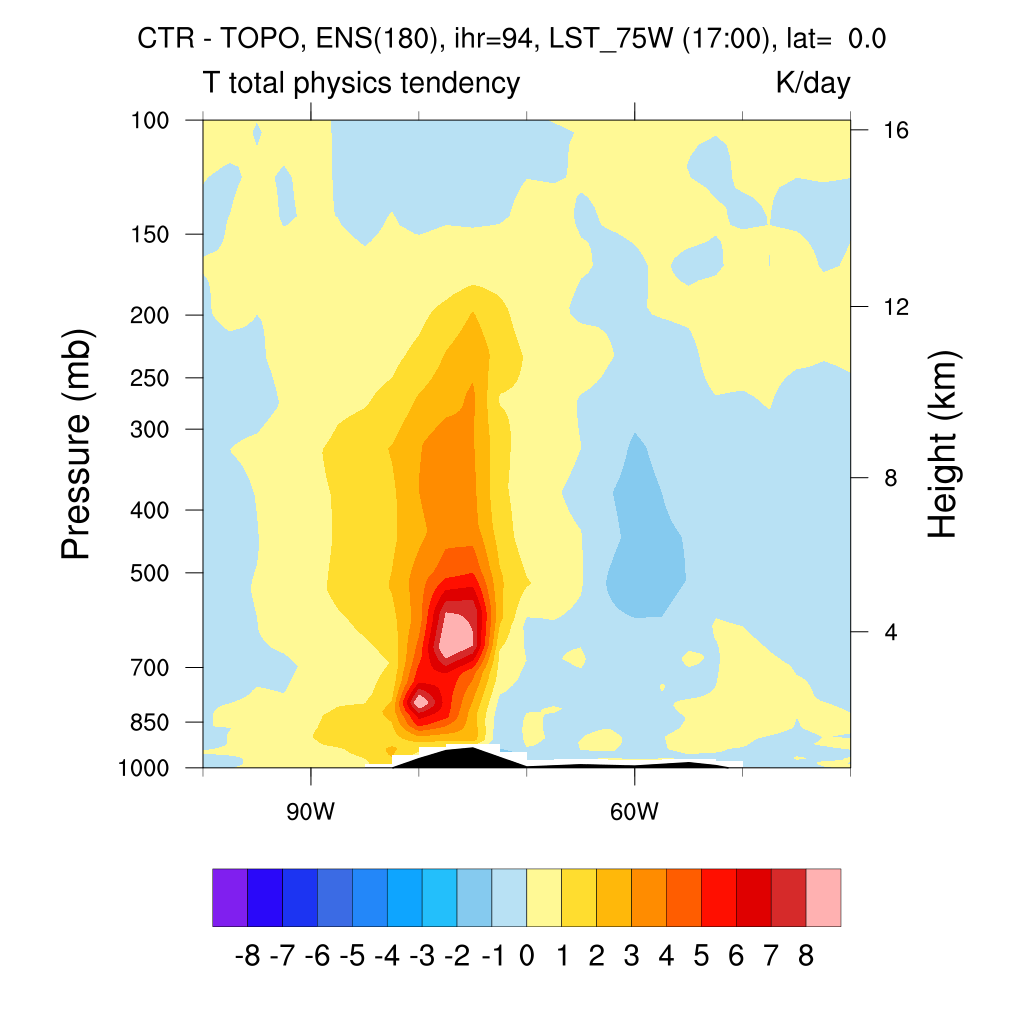 CTR - TOPO, ENS(180), ihr=94, LST_75W (17:00), lat=  0.0
T total physics tendency K/day
100
150
200
250
300
400
500
700
850
1000
Pressure (mb)
16
12
8
4
Height (km)
90W 60W
-8 -7 -6 -5 -4 -3 -2 -1 0 1 2 3 4 5 6 7 8